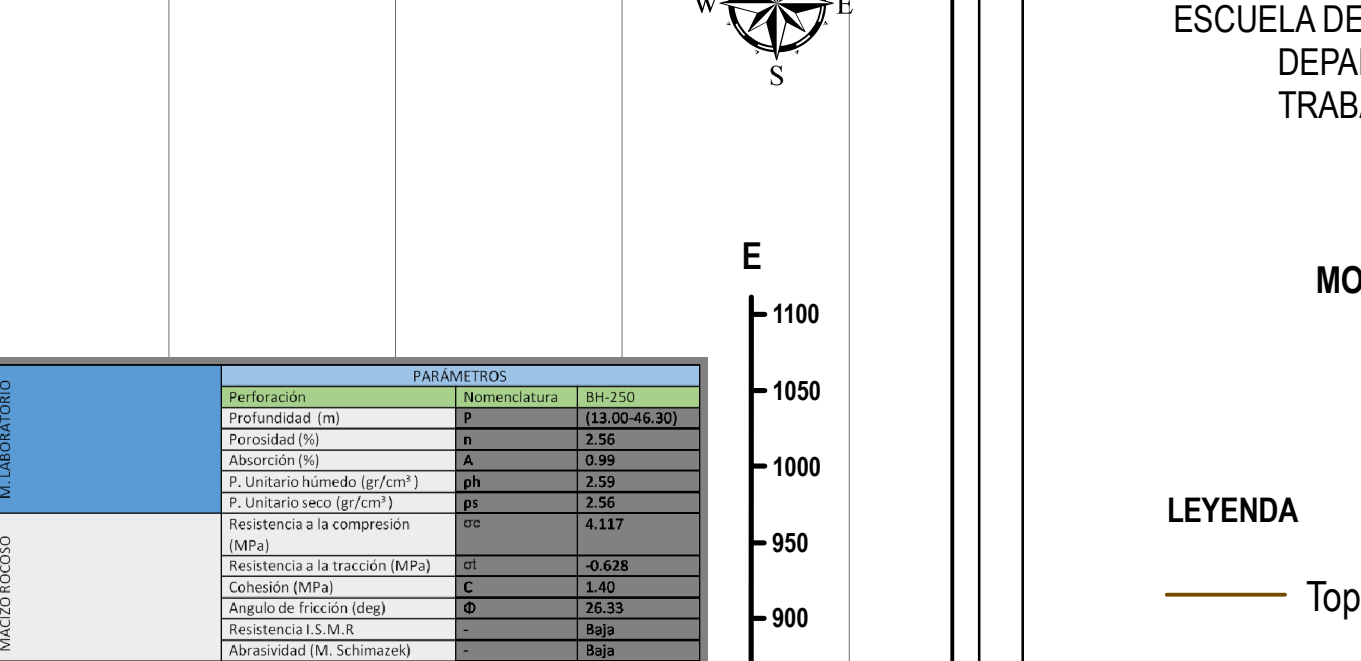 W E
S
ESCUELA DE
DEPA
TRABA
MO
E
1100
1050
1000
950
900
M. LABORATORIO
MACIZO ROCOSO
PARÁMETROS
Perforación Nomenclatura BH-250
Profundidad (m) P (13.00-46.30)
Porosidad (%) n 2.56
Absorción (%) A 0.99
P. Unitario húmedo (gr/cm³) ρh 2.59
P. Unitario seco (gr/cm³) ρs 2.56
Resistencia a la compresión σc 4.117
(MPa)
Resistencia a la tracción (MPa) σt -0.628
Cohesión (MPa) C 1.40
Angulo de fricción (deg) Φ 26.33
Resistencia I.S.M.R - Baja
Abrasividad (M. Schimazek) - Baja
LEYENDA
Top